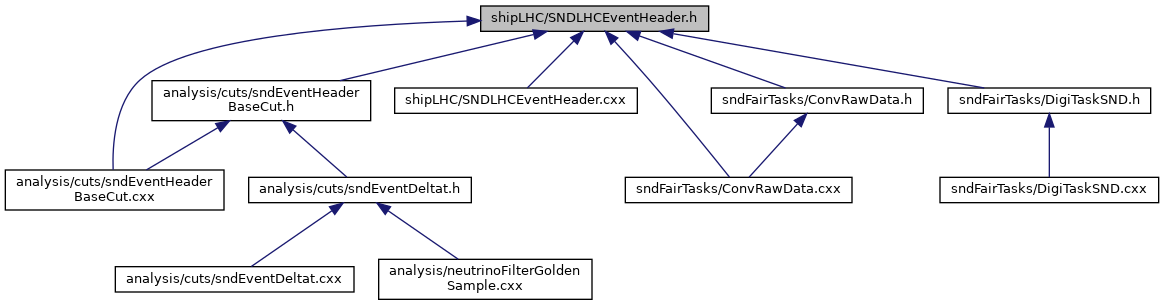 shipLHC/SNDLHCEventHeader.h
analysis/cuts/sndEventHeader
BaseCut.h
shipLHC/SNDLHCEventHeader.cxx
sndFairTasks/ConvRawData.h
sndFairTasks/DigiTaskSND.h
analysis/cuts/sndEventHeader
BaseCut.cxx
analysis/cuts/sndEventDeltat.h
sndFairTasks/ConvRawData.cxx
sndFairTasks/DigiTaskSND.cxx
analysis/cuts/sndEventDeltat.cxx
analysis/neutrinoFilterGolden
Sample.cxx